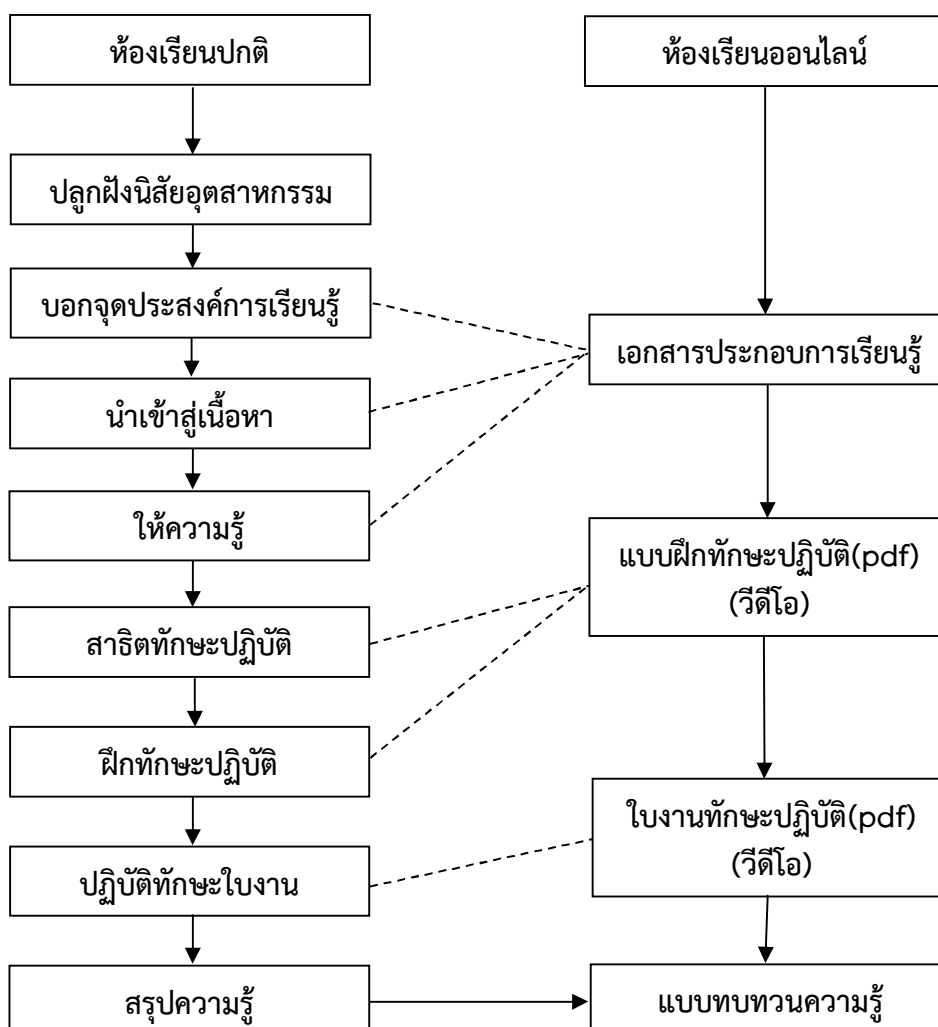 ห้องเรียนปกติ
ห้องเรียนออนไลน์
ปลูกฝังนิสัยอุตสาหกรรม
บอกจุดประสงค์การเรียนรู้
เอกสารประกอบการเรียนรู้
นำเข้าสู่เนื้อหา
ให้ความรู้
แบบฝึกทักษะปฏิบัติ(pdf)
(วีดีโอ)
สาธิตทักษะปฏิบัติ
ฝึกทักษะปฏิบัติ
ใบงานทักษะปฏิบัติ(pdf)
(วีดีโอ)
ปฏิบัติทักษะใบงาน
สรุปความรู้
แบบทบทวนความรู้